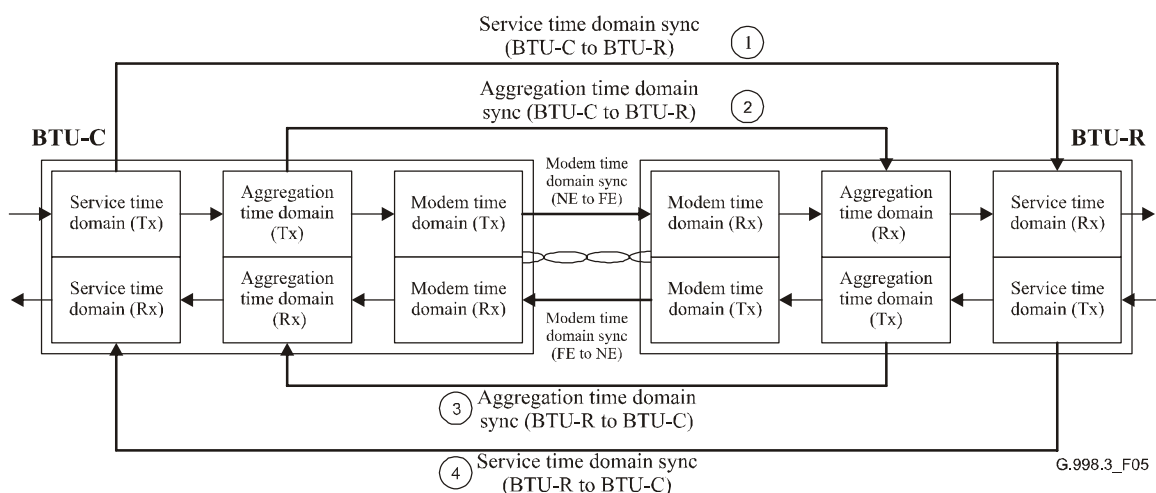 Service time domain sync
(BTU-C to BTU-R)
1
Aggregation time domain
sync (BTU-C to BTU-R)
2
BTU-C
BTU-R
Service time
domain (Tx)
Aggregation
time domain
(Tx)
Modem time
domain (Tx)
Modem time
domain sync
(NE to FE)
Modem time
domain (Rx)
Aggregation
time domain
(Rx)
Service time
domain (Rx)
Service time
domain (Rx)
Aggregation
time domain
(Rx)
Modem time
domain (Rx)
Modem time
domain sync
(FE to NE)
Modem time
domain (Tx)
Aggregation
time domain
(Tx)
Service time
domain (Tx)
3
Aggregation time domain
sync (BTU-R to BTU-C)
4
Service time domain sync
(BTU-R to BTU-C)
G.998.3_F05